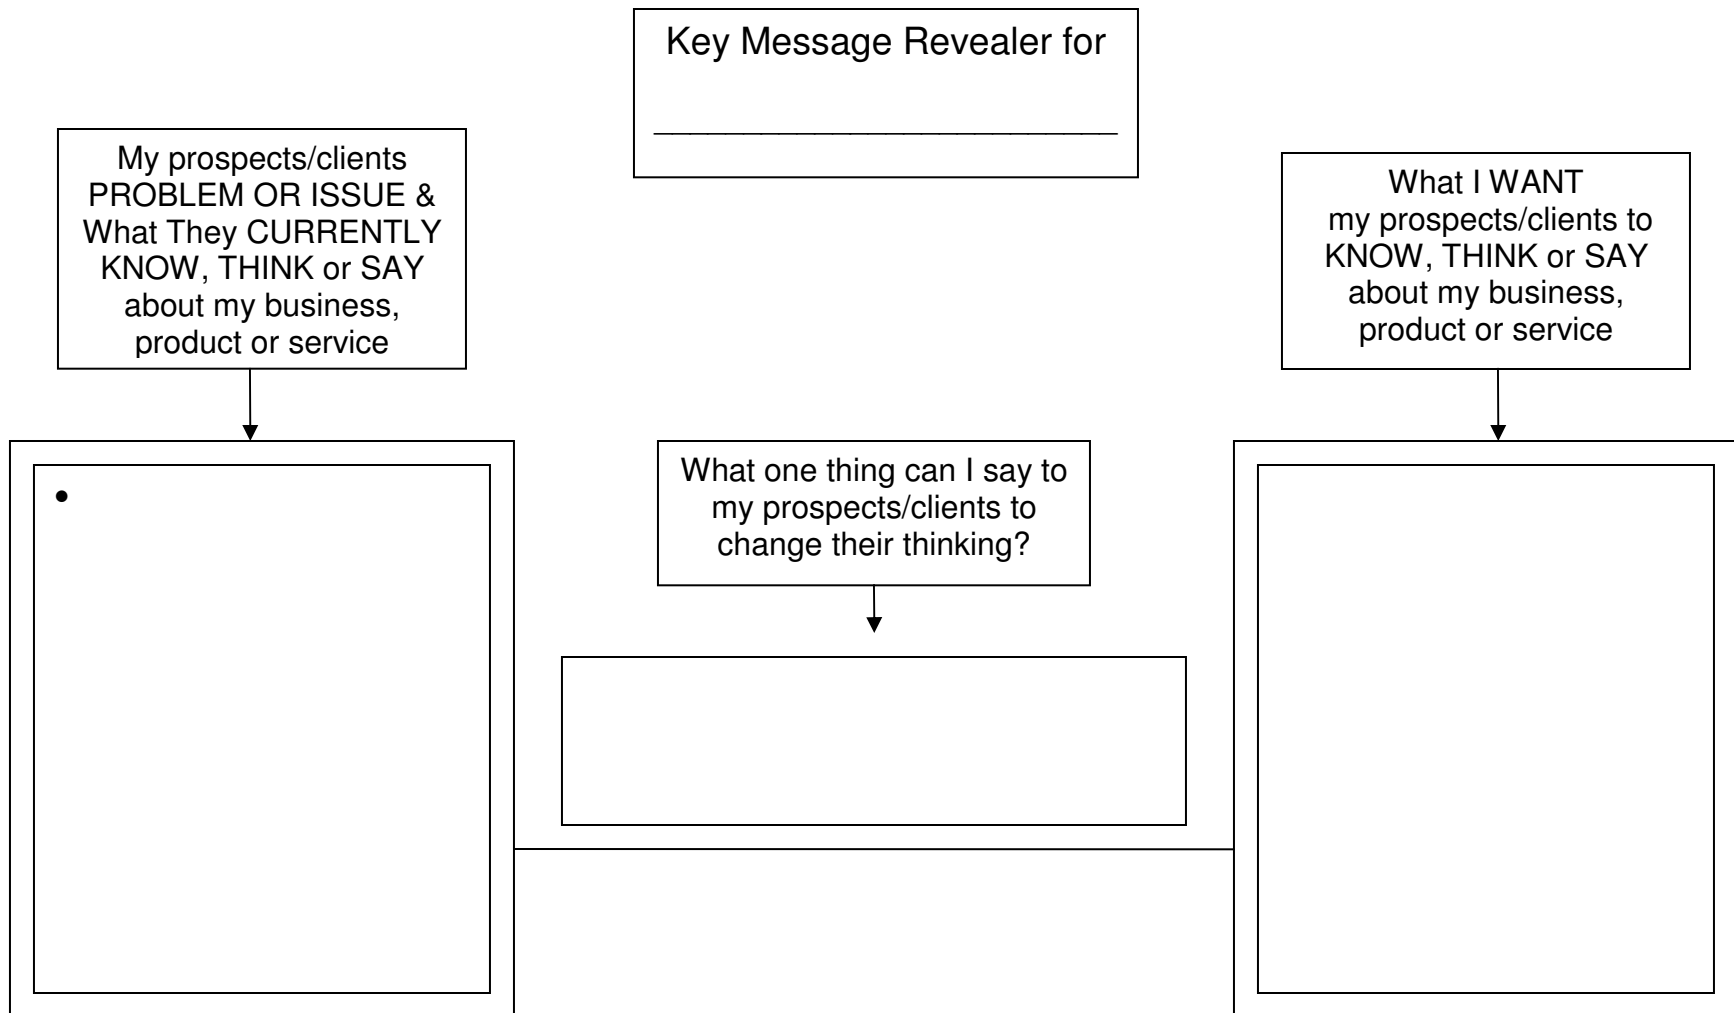 Key Message Revealer for
__________________________
My prospects/clients
PROBLEM OR ISSUE &
What They CURRENTLY
KNOW, THINK or SAY
about my business,
product or service
What I WANT
my prospects/clients to
KNOW, THINK or SAY
about my business,
product or service
•
What one thing can I say to
my prospects/clients to
change their thinking?